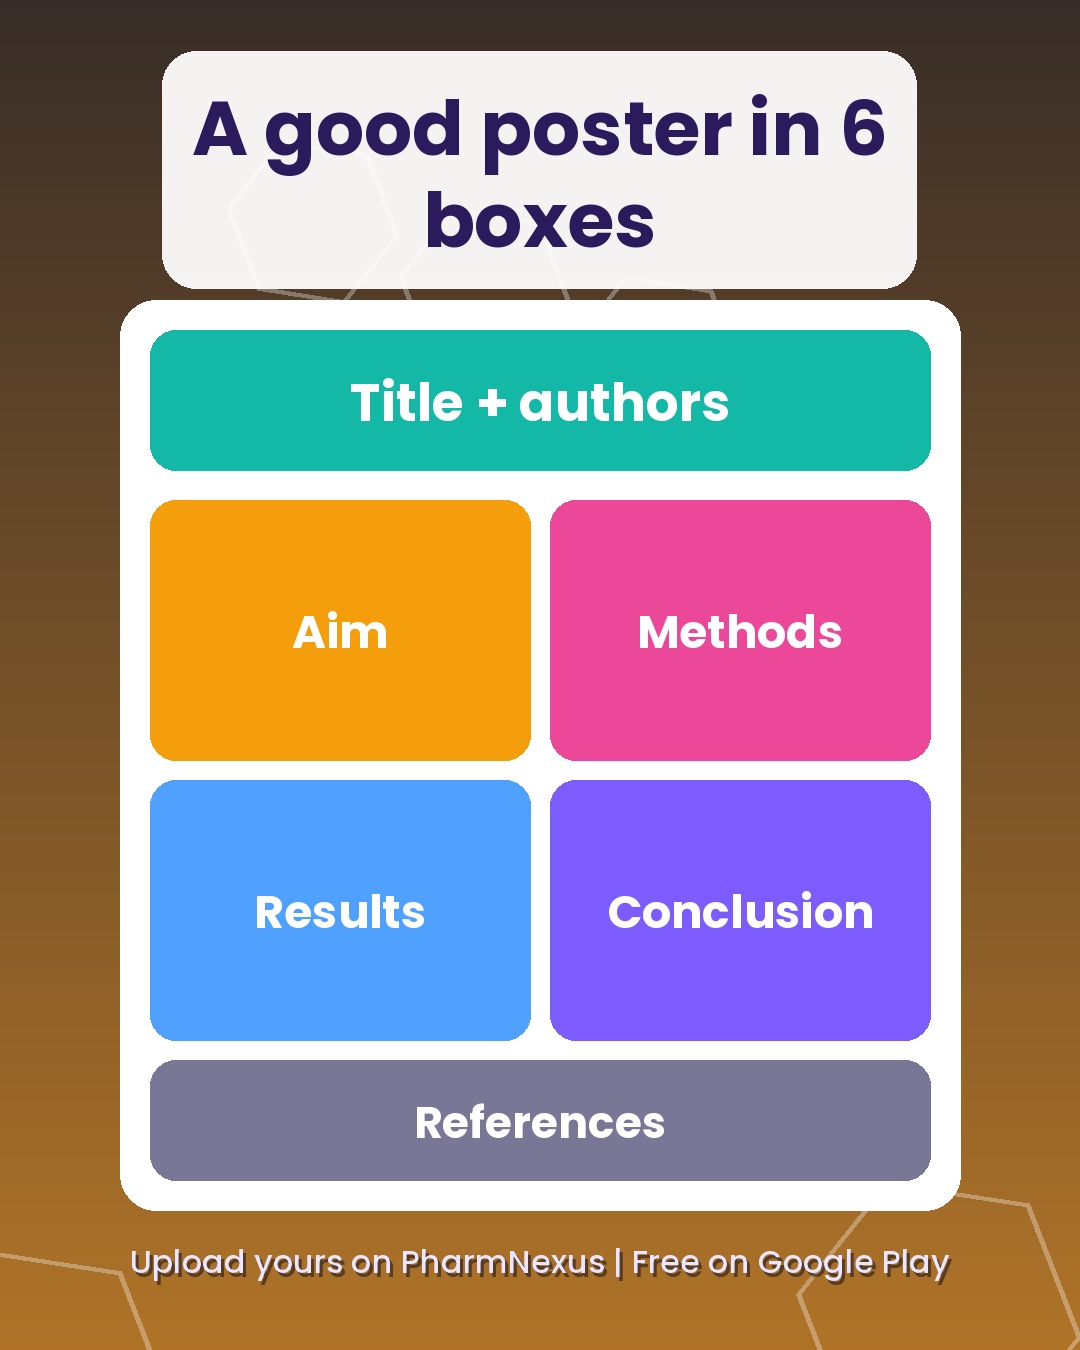 A good poster in 6
boxes
Title + authors
Aim
Methods
Results
Conclusion
References
Upload yours on PharmNexus | Free on Google Play